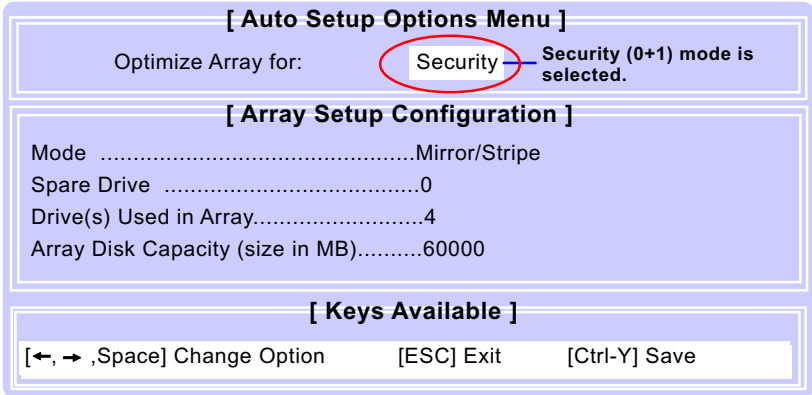 [ Auto Setup Options Menu ]
Optimize Array for: Security
Security (0+1) mode is
selected.
[ Array Setup Configuration ]
Mode ................................................Mirror/Stripe
Spare Drive .......................................0
Drive(s) Used in Array..........................4
Array Disk Capacity (size in MB)..........60000
[ Keys Available ]
[←, → ,Space] Change Option [ESC] Exit [Ctrl-Y] Save